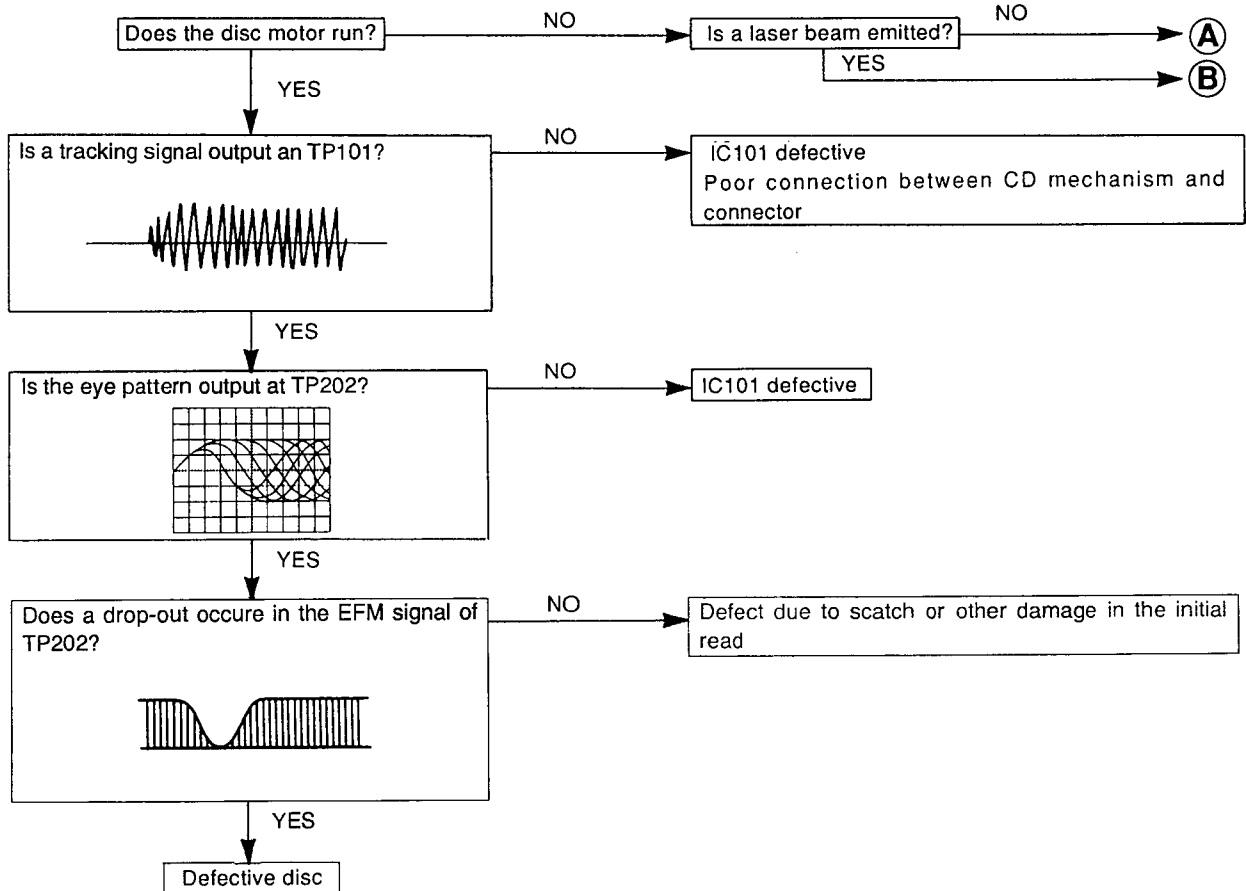 Does the disc motor run?
NO
Is a laser beam emitted?
NO
A
YES
B
YES
Is a tracking signal output an TP101?
NO
IC101 defective
Poor connection between CD mechanism and
connector
YES
Is the eye pattern output at TP202?
NO
IC101 defective
YES
Does a drop-out occure in the EFM signal of
TP202?
NO
Defect due to scatch or other damage in the initial
read
YES
Defective disc